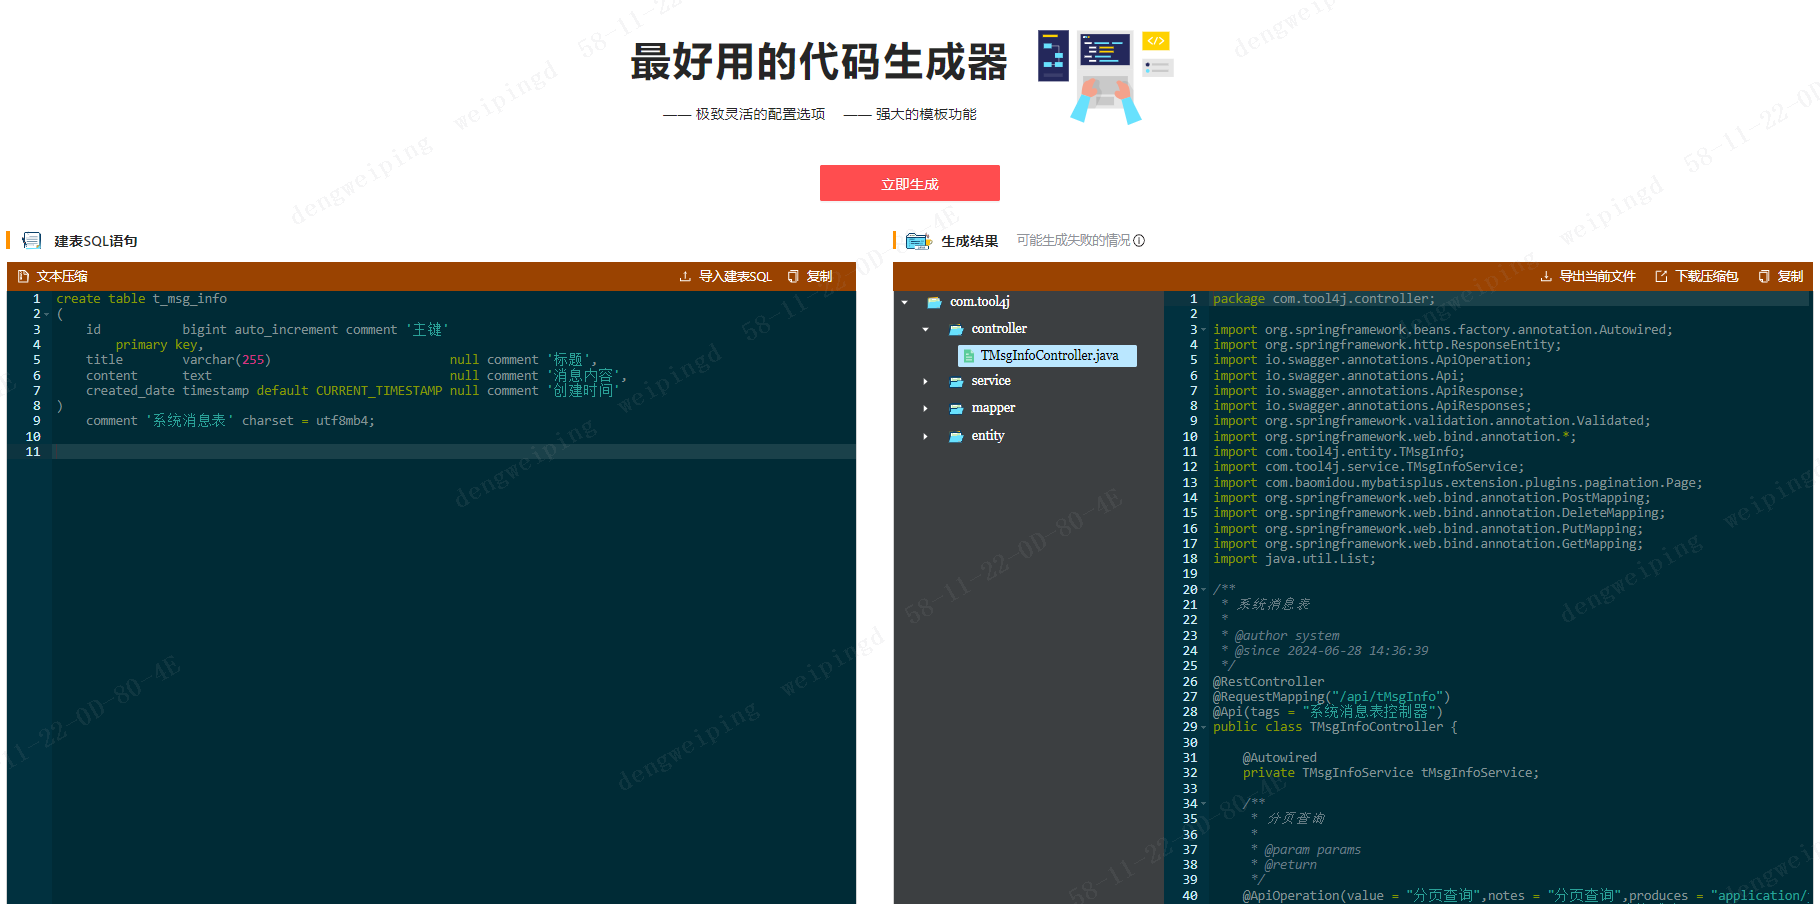 最好用的代码生成器
—— 极致灵活的配置选项 —— 强大的模板功能
立即生成
建表SQL语句
文本压缩 导入建表SQL 复制
1 create table t_msg_info
2 (
3 id bigint auto_increment comment '主键'
4 primary key,
5 title varchar(255) null comment '标题',
6 content text null comment '消息内容',
7 created_date timestamp default CURRENT_TIMESTAMP null comment '创建时间'
8 )
9 comment '系统消息表' charset = utf8mb4;
10
11
生成结果 可能生成失败的情况
导出当前文件 下载压缩包 复制
com.tool4j
controller
TMsgInfoController.java
service
mapper
entity
1 package com.tool4j.controller;
2
3 import org.springframework.beans.factory.annotation.Autowired;
4 import org.springframework.http.ResponseEntity;
5 import io.swagger.annotations.ApiOperation;
6 import io.swagger.annotations.Api;
7 import io.swagger.annotations.ApiResponse;
8 import io.swagger.annotations.ApiResponses;
9 import org.springframework.validation.annotation.Validated;
10 import org.springframework.web.bind.annotation.*;
11 import com.tool4j.entity.TMsgInfo;
12 import com.tool4j.service.TMsgInfoService;
13 import com.baomidou.mybatisplus.extension.plugins.pagination.Page;
14 import org.springframework.web.bind.annotation.PostMapping;
15 import org.springframework.web.bind.annotation.DeleteMapping;
16 import org.springframework.web.bind.annotation.PutMapping;
17 import org.springframework.web.bind.annotation.GetMapping;
18 import java.util.List;
19
20 /**
21 * 系统消息表
22 *
23 * @author system
24 * @since 2024-06-28 14:36:39
25 */
26 @RestController
27 @RequestMapping("/api/tMsgInfo")
28 @Api(tags = "系统消息表控制器")
29 public class TMsgInfoController {
30
31 @Autowired
32 private TMsgInfoService tMsgInfoService;
33
34 /**
35 * 分页查询
36 *
37 * @param params
38 * @return
39 */
40 @ApiOperation(value = "分页查询",notes = "分页查询",produces = "application/
dengweiping
weipingd
58-11-22-0D-80-4E